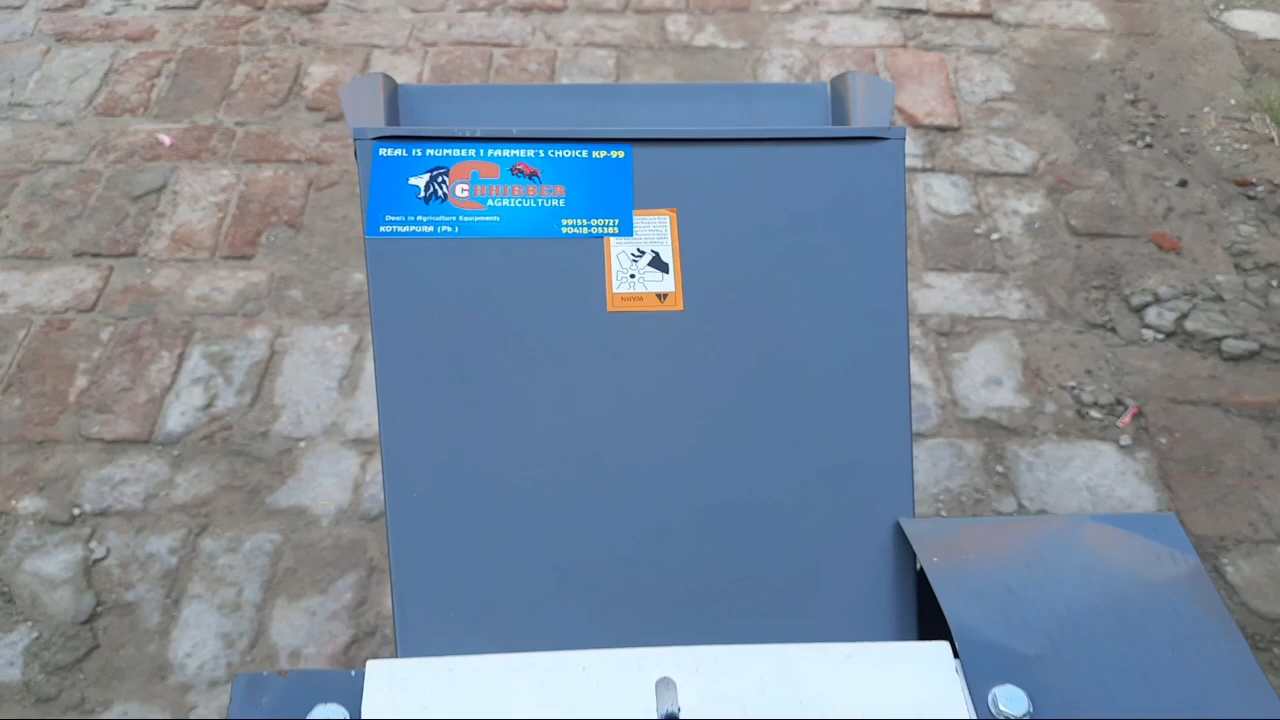 REAL IS NUMBER 1 FARMER'S CHOICE KP-99
CHHIBBER
AGRICULTURE
Deals in Agriculture Equipments
KOTKAPURA (Pb.)
99155-00727
90418-05385
WAHN